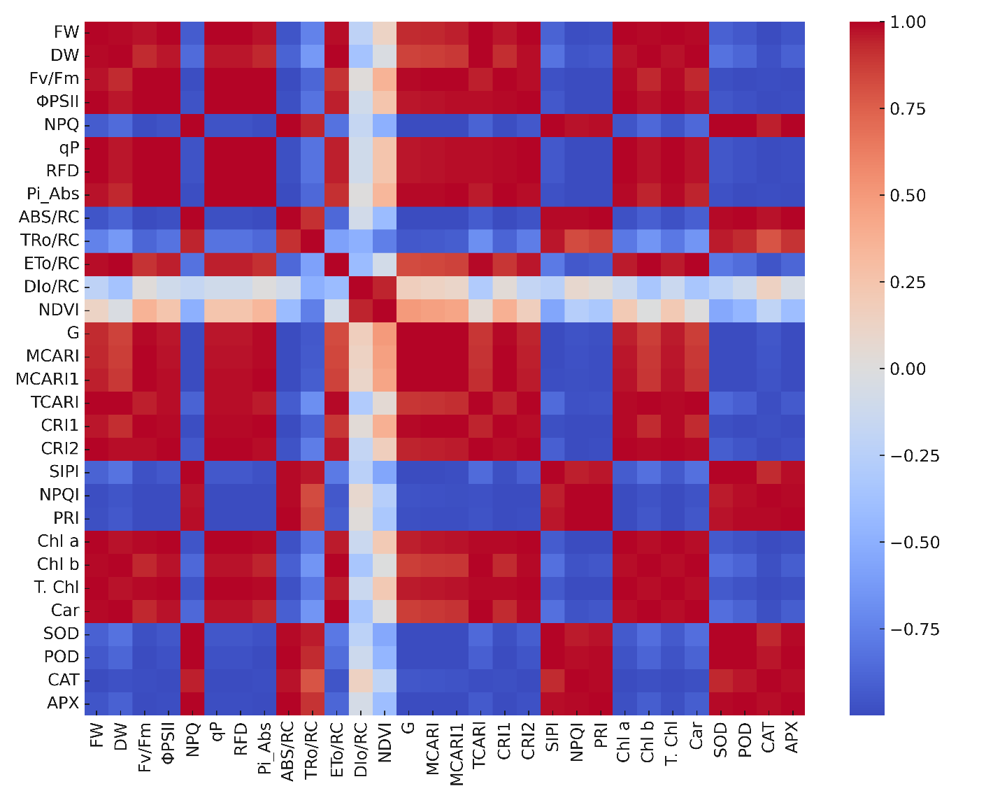 FW
DW
Fv/Fm
ΦPSII
NPQ
qP
RFD
Pi_Abs
ABS/RC
TRo/RC
ETo/RC
DIo/RC
NDVI
G
MCARI
MCARI1
TCARI
CRI1
CRI2
SIPI
NPQI
PRI
Chl a
Chl b
T. Chl
Car
SOD
POD
CAT
APX
FW
DW
Fv/Fm
ΦPSII
NPQ
qP
RFD
Pi_Abs
ABS/RC
TRo/RC
ETo/RC
DIo/RC
NDVI
G
MCARI
MCARI1
TCARI
CRI1
CRI2
SIPI
NPQI
PRI
Chl a
Chl b
T. Chl
Car
SOD
POD
CAT
APX
1.00
0.75
0.50
0.25
0.00
−0.25
−0.50
−0.75